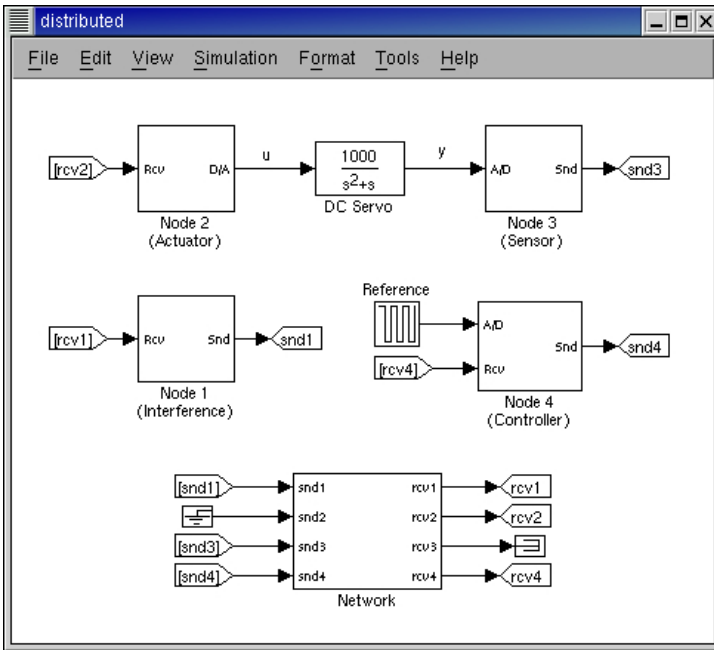 distributed
File Edit View Simulation Format Tools Help
[rcv2]
Rcv D/A
u
1000
s²+s
y
A/D Snd
snd3
Node 2
(Actuator)
DC Servo
Node 3
(Sensor)
Reference
[rcv1]
Rcv Snd
snd1
A/D
[rcv4]
Rcv
Snd
snd4
Node 1
(Interference)
Node 4
(Controller)
[snd1]
snd1 rcv1
rcv1
snd2 rcv2
rcv2
[snd3]
snd3 rcv3
[snd4]
snd4 rcv4
rcv4
Network